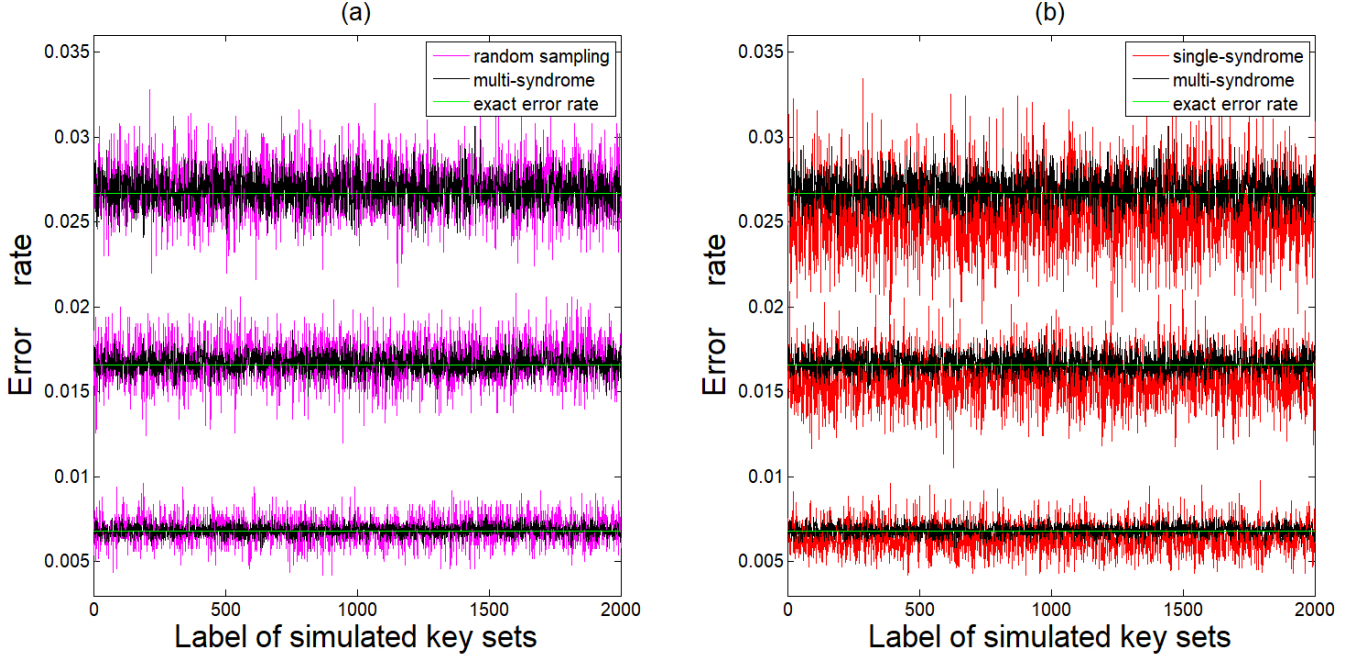 (a)
random sampling
multi-syndrome
exact error rate
0.035
0.03
0.025
0.02
0.015
0.01
0.005
Error rate
0 500 1000 1500 2000
Label of simulated key sets
(b)
single-syndrome
multi-syndrome
exact error rate
0.035
0.03
0.025
0.02
0.015
0.01
0.005
Error rate
0 500 1000 1500 2000
Label of simulated key sets